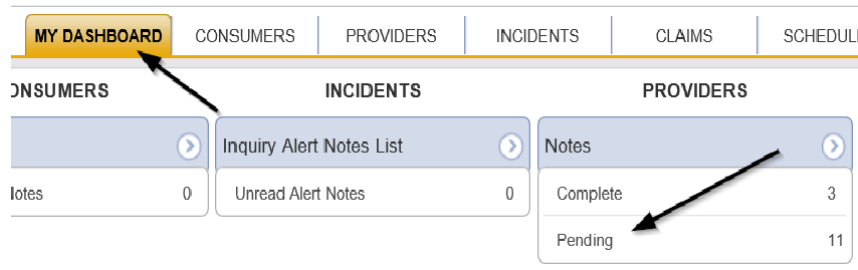 MY DASHBOARD CONSUMERS PROVIDERS INCIDENTS CLAIMS SCHEDUL
ONSUMERS INCIDENTS PROVIDERS
Inquiry Alert Notes List Notes
lotes 0 Unread Alert Notes 0 Complete 3
Pending 11